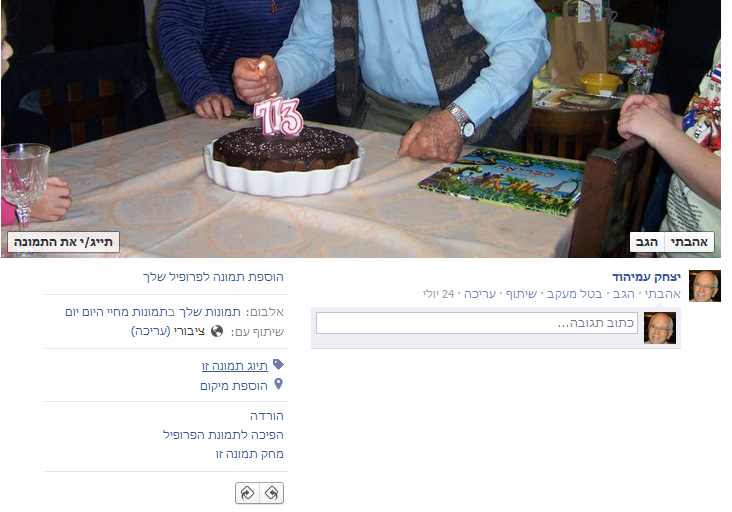 73
אהבתי הגב
תייג/י את התמונה
יצחק עמיהוד
אהבתי · הגב · בטל מעקב · שיתוף · עריכה · 24 יולי
כתוב תגובה...
הוספת תמונה לפרופיל שלך
אלבום: תמונות שלך בתמונות מחיי היום יום
שיתוף עם: ציבורי (עריכה)
תיוג תמונה זו
הוספת מיקום
הורדה
הפיכה לתמונת הפרופיל
מחק תמונה זו